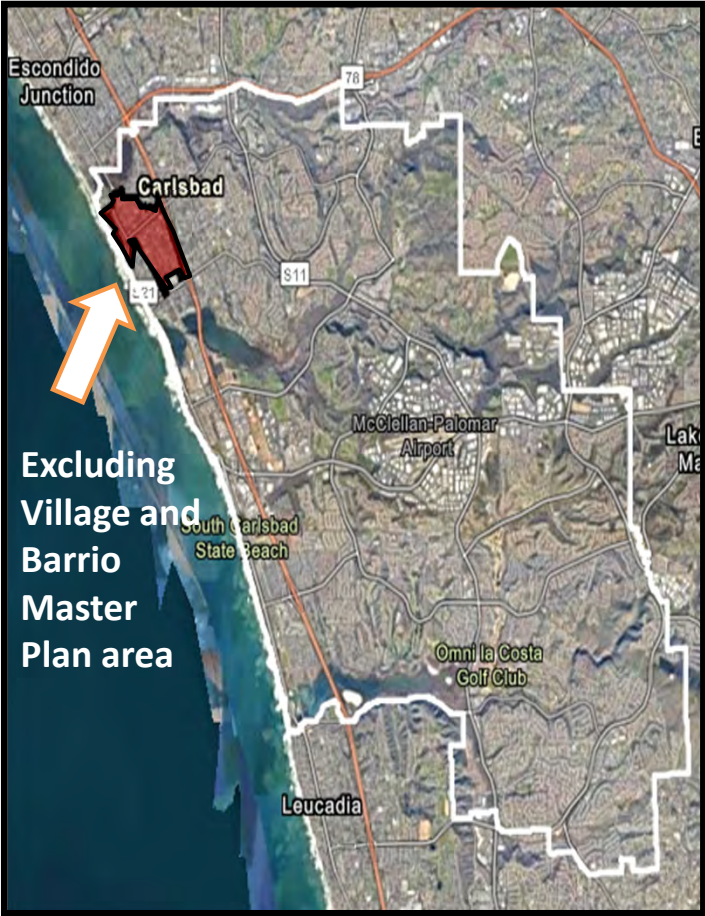 Escondido
Junction
78
Carlsbad
S11
S21
McClellan-Palomar
Airport
Excluding
Village and
Barrio
Master
Plan area
South Carlsbad
State Beach
Omni la Costa
Golf Club
Leucadia